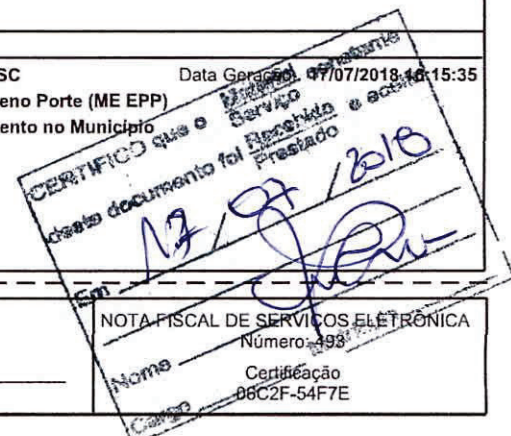 SC
Data Geração: 17/07/2018 16:15:35
eno Porte (ME EPP)
ento no Município
CERTIFICO que o Material constante
Serviço
deste documento foi Recebido e aceito
Prestado
Em 17 / 07 / 2018
NOTA FISCAL DE SERVIÇOS ELETRÔNICA
Número: 493
Certificação
06C2F-54F7E
Nome
Cargo